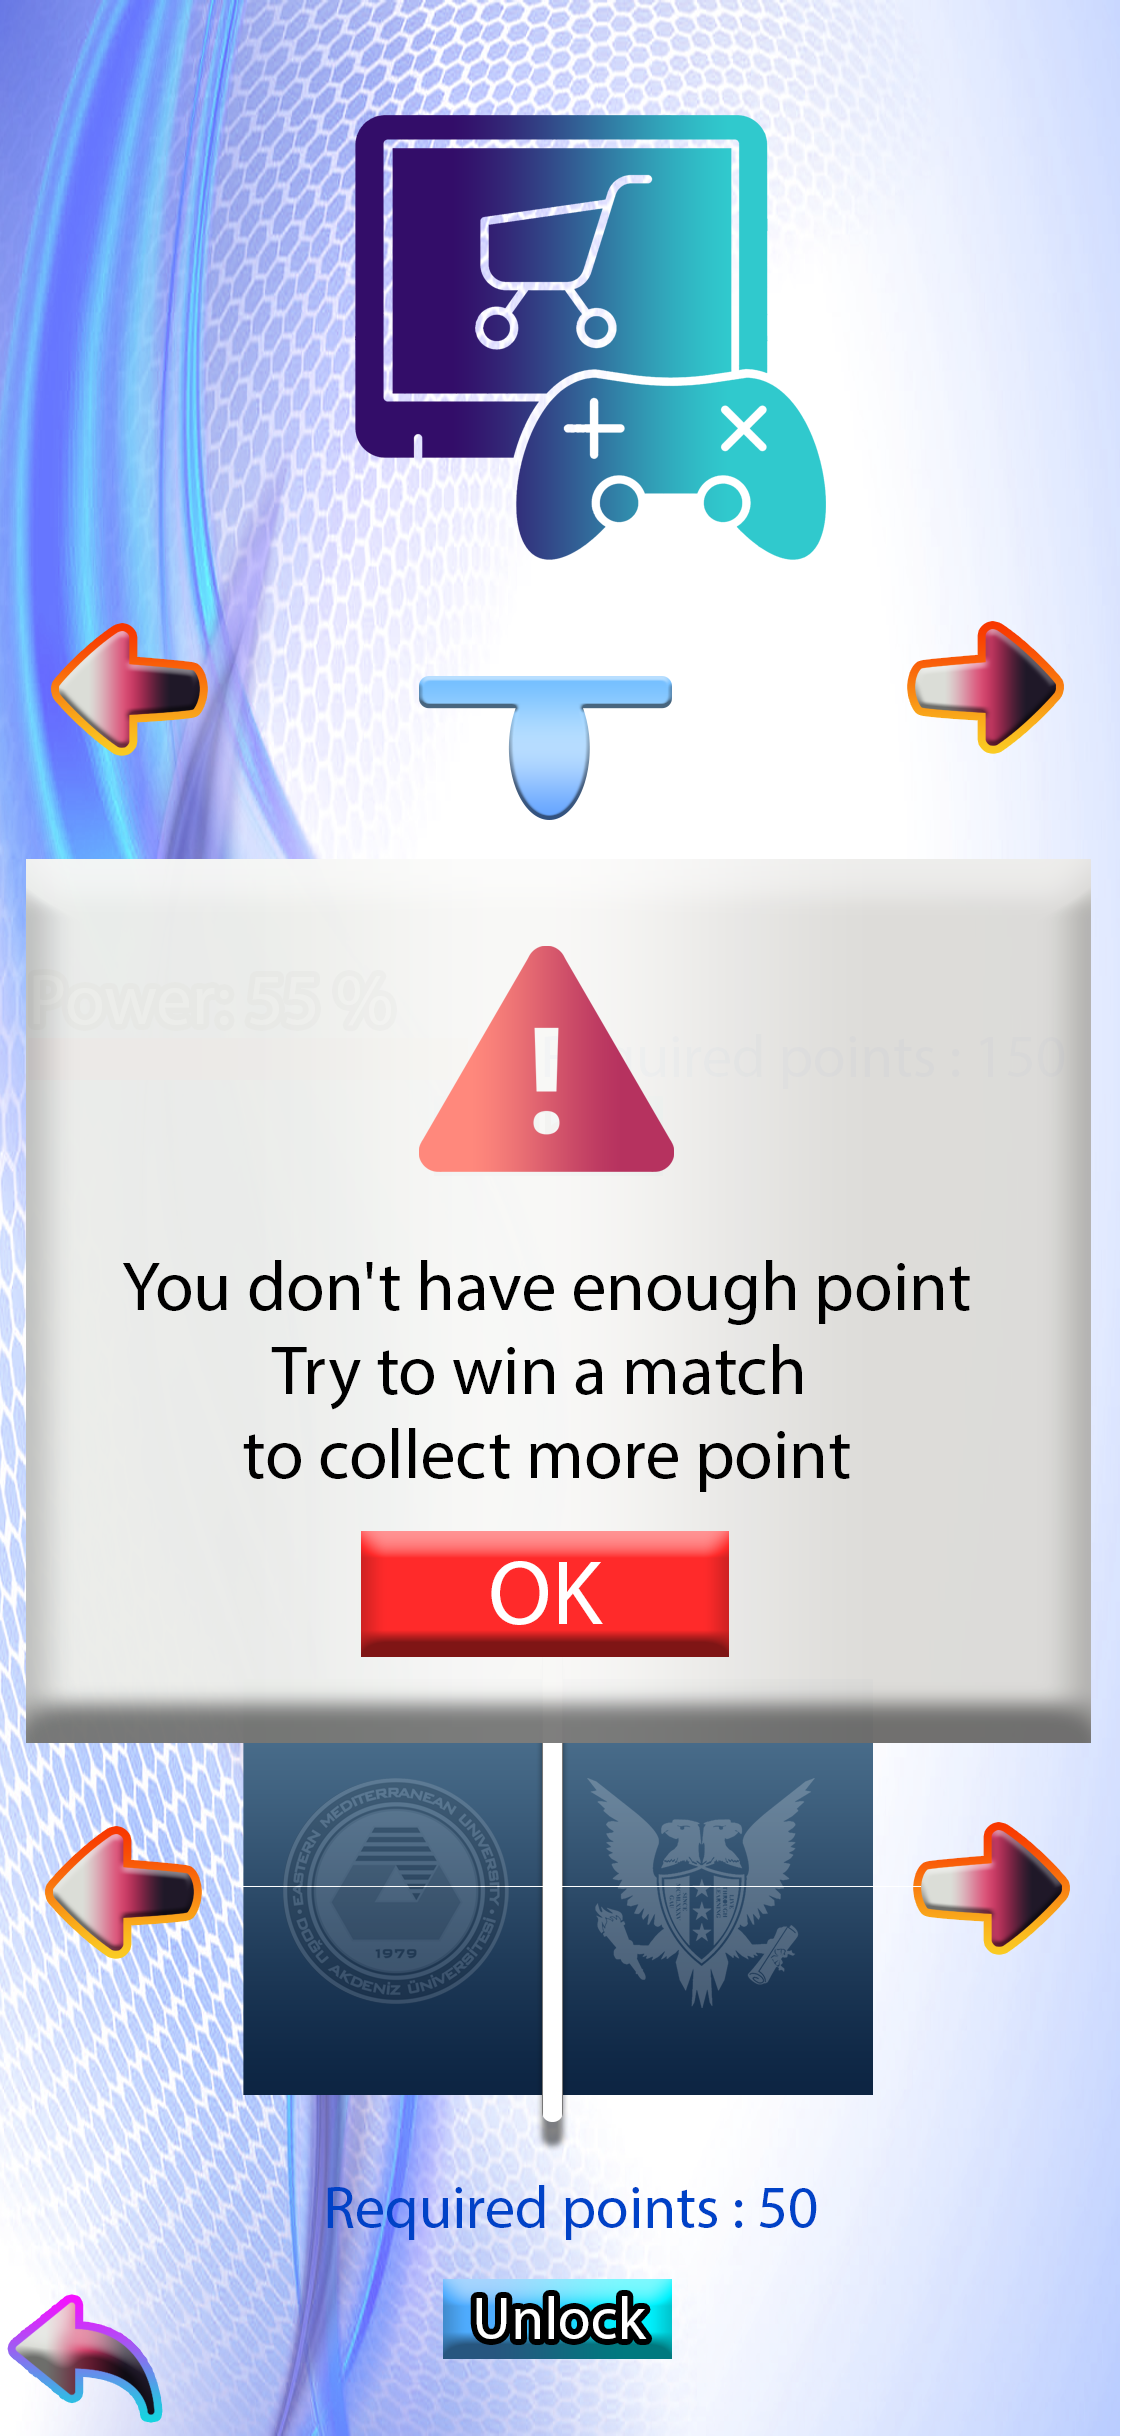 Power: 55 %
Required points : 150
You don't have enough point
Try to win a match
to collect more point
OK
EASTERN MEDITERRANEAN UNIVERSITY
1979
DOĞU AKDENİZ ÜNİVERSİTESİ
Required points : 50
Unlock